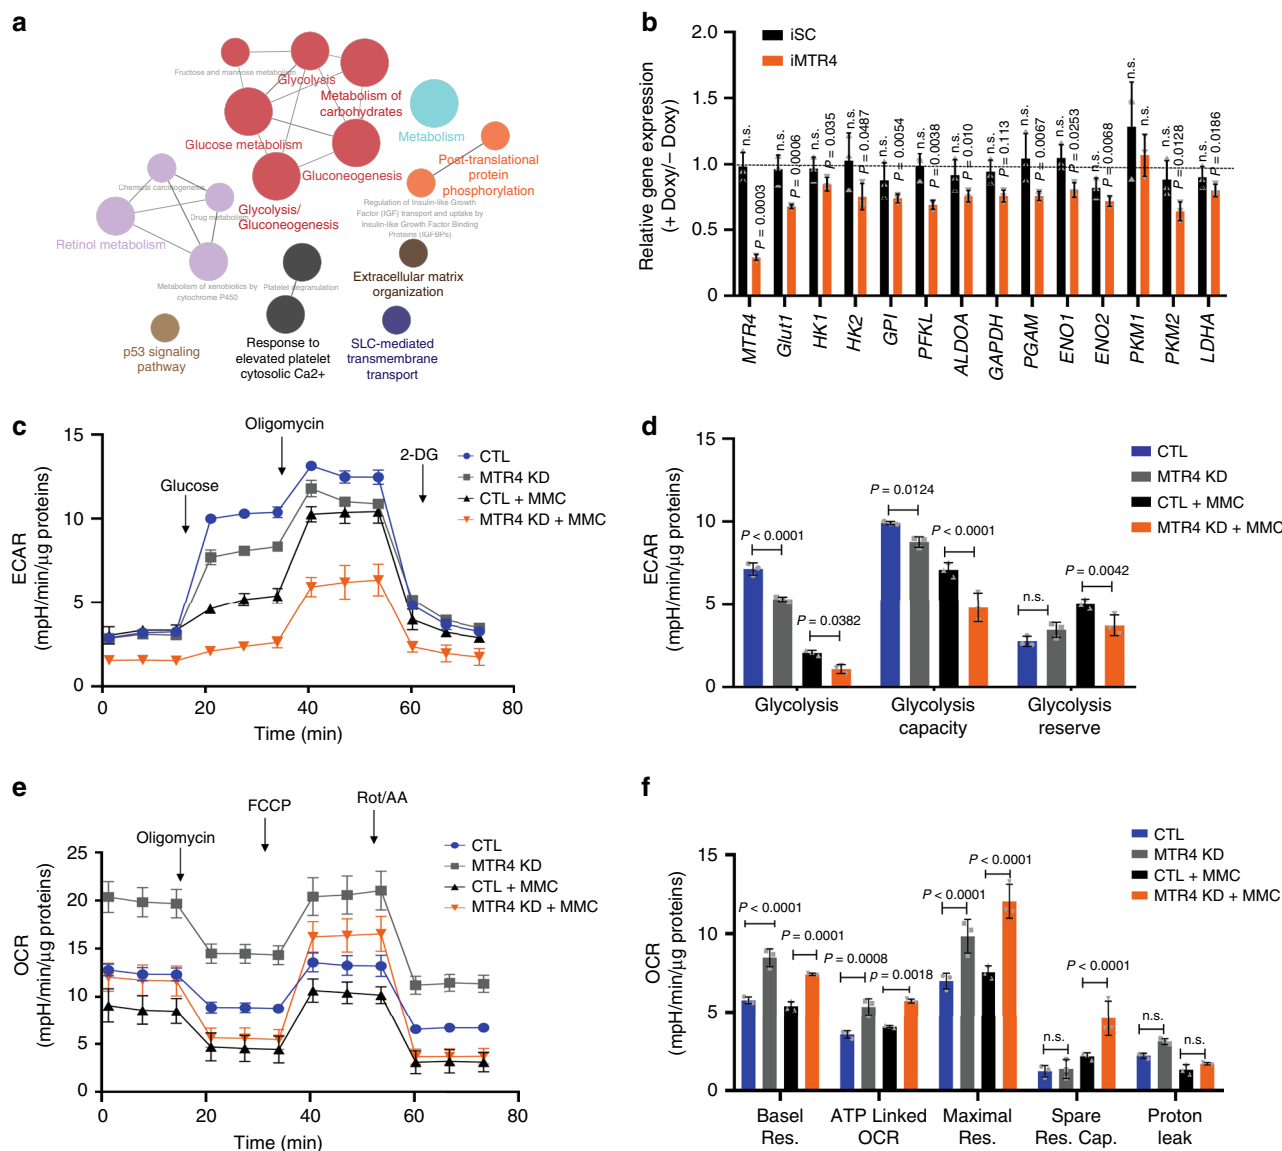 a
Fructose and mannose metabolism
Glycolysis
Metabolism of
carbohydrates
Glucose metabolism
Gluconeogenesis
Glycolysis/
Gluconeogenesis
Metabolism
Post-translational
protein
phosphorylation
Regulation of Insulin-like Growth
Factor (IGF) transport and uptake by
Insulin-like Growth Factor Binding
Proteins (IGFBPs)
Chemical carcinogenesis
Drug metabolism
Retinol metabolism
Metabolism of xenobiotics by
cytochrome P450
Platelet degranulation
Extracellular matrix
organization
p53 signaling
pathway
Response to
elevated platelet
cytosolic Ca2+
SLC-mediated
transmembrane
transport
b
Relative gene expression
(+ Doxy/– Doxy)
2.0
1.5
1.0
0.5
0
iSC
iMTR4
n.s.
P = 0.0003
n.s.
P = 0.0006
n.s.
P = 0.035
n.s.
P = 0.0487
n.s.
P = 0.0054
n.s.
P = 0.0038
n.s.
P = 0.010
n.s.
P = 0.113
n.s.
P = 0.0067
n.s.
P = 0.0253
n.s.
P = 0.0068
n.s.
n.s.
n.s.
P = 0.0128
n.s.
P = 0.0186
MTR4
Glut1
HK1
HK2
GPI
PFKL
ALDOA
GAPDH
PGAM
ENO1
ENO2
PKM1
PKM2
LDHA
c
ECAR
(mpH/min/µg proteins)
15
10
5
0
0
20
40
60
80
Time (min)
Glucose
Oligomycin
2-DG
CTL
MTR4 KD
CTL + MMC
MTR4 KD + MMC
d
ECAR
(mpH/min/µg proteins)
15
10
5
0
P < 0.0001
P = 0.0382
P = 0.0124
P < 0.0001
n.s.
P = 0.0042
Glycolysis
Glycolysis
capacity
Glycolysis
reserve
CTL
MTR4 KD
CTL + MMC
MTR4 KD + MMC
e
OCR
(mpH/min/µg proteins)
25
20
15
10
5
0
0
20
40
60
80
Time (min)
Oligomycin
FCCP
Rot/AA
CTL
MTR4 KD
CTL + MMC
MTR4 KD + MMC
f
OCR
(mpH/min/µg proteins)
15
10
5
0
P < 0.0001
P = 0.0001
P = 0.0008
p = 0.0018
P < 0.0001
P < 0.0001
n.s.
P < 0.0001
n.s.
n.s.
Basel
Res.
ATP Linked
OCR
Maximal
Res.
Spare
Res. Cap.
Proton
leak
CTL
MTR4 KD
CTL + MMC
MTR4 KD + MMC